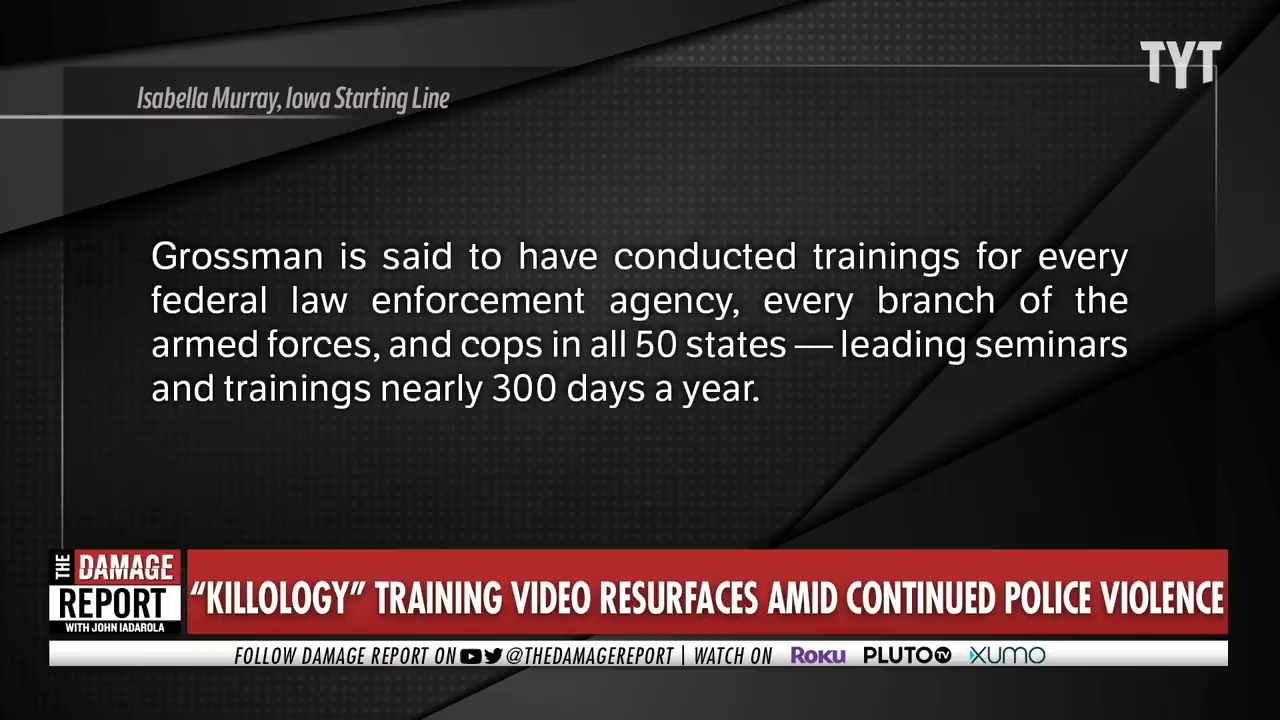 TYT
Isabella Murray, Iowa Starting Line
Grossman is said to have conducted trainings for every
federal law enforcement agency, every branch of the
armed forces, and cops in all 50 states — leading seminars
and trainings nearly 300 days a year.
THE DAMAGE
REPORT
WITH JOHN IADAROLA
“KILLOLOGY” TRAINING VIDEO RESURFACES AMID CONTINUED POLICE VIOLENCE
FOLLOW DAMAGE REPORT ON @THEDAMAGEREPORT | WATCH ON Roku PLUTO TV XUMO